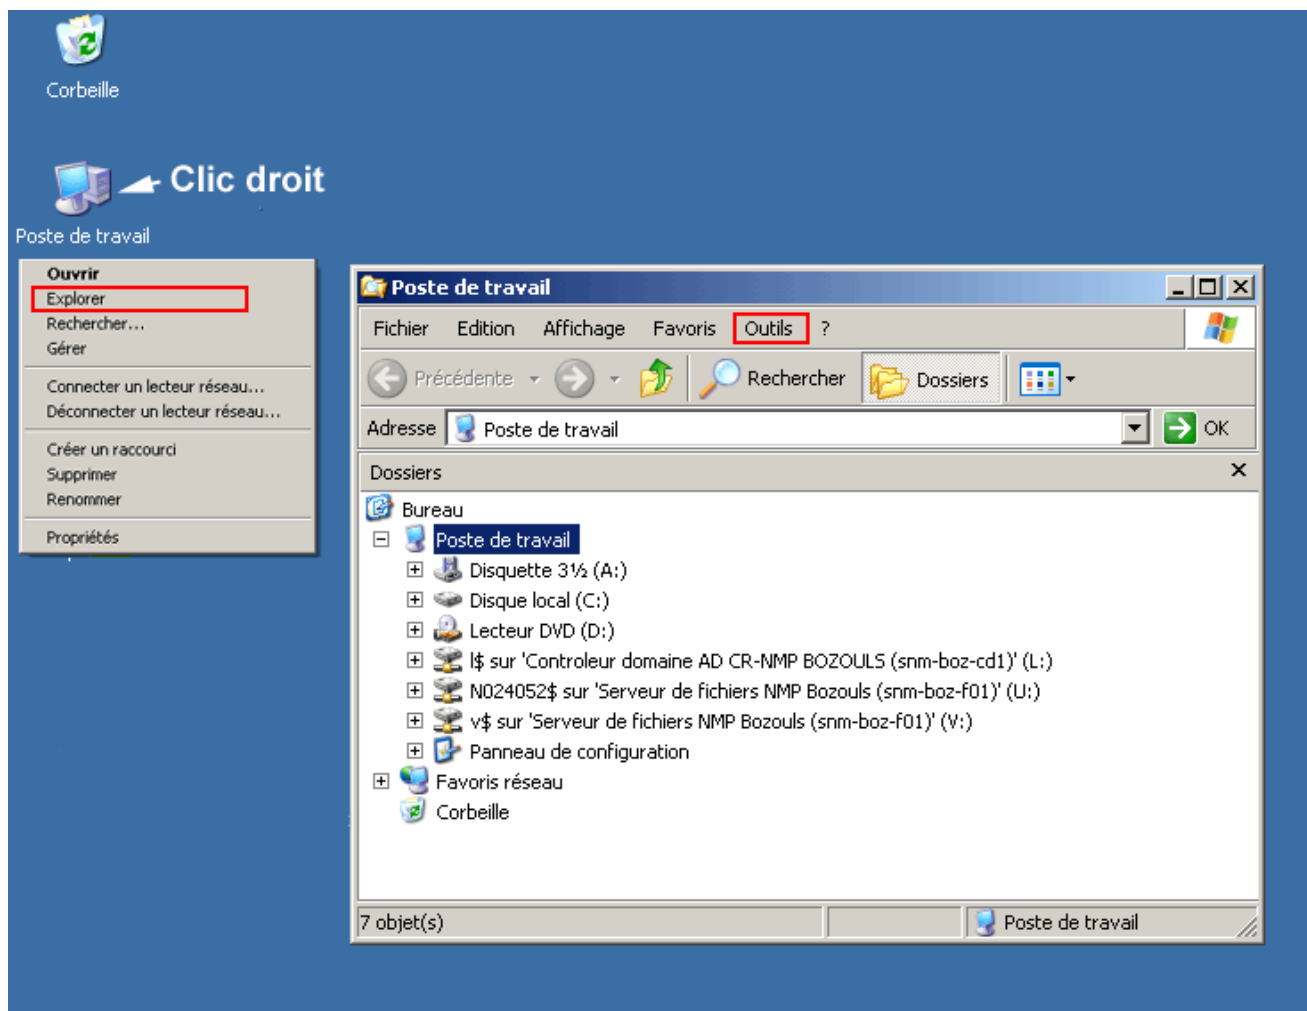 Corbeille
Clic droit
Poste de travail
Ouvrir
Explorer
Rechercher...
Gérer
Connecter un lecteur réseau...
Déconnecter un lecteur réseau...
Créer un raccourci
Supprimer
Renommer
Propriétés
Poste de travail
Fichier Edition Affichage Favoris Outils ?
Précédente Rechercher Dossiers
Adresse Poste de travail OK
Dossiers
Bureau
Poste de travail
Disquette 3½ (A:)
Disque local (C:)
Lecteur DVD (D:)
l$ sur 'Controleur domaine AD CR-NMP BOZOULS (snm-boz-cd1)' (L:)
N024052$ sur 'Serveur de fichiers NMP Bozouls (snm-boz-f01)' (U:)
v$ sur 'Serveur de fichiers NMP Bozouls (snm-boz-f01)' (V:)
Panneau de configuration
Favoris réseau
Corbeille
7 objet(s) Poste de travail